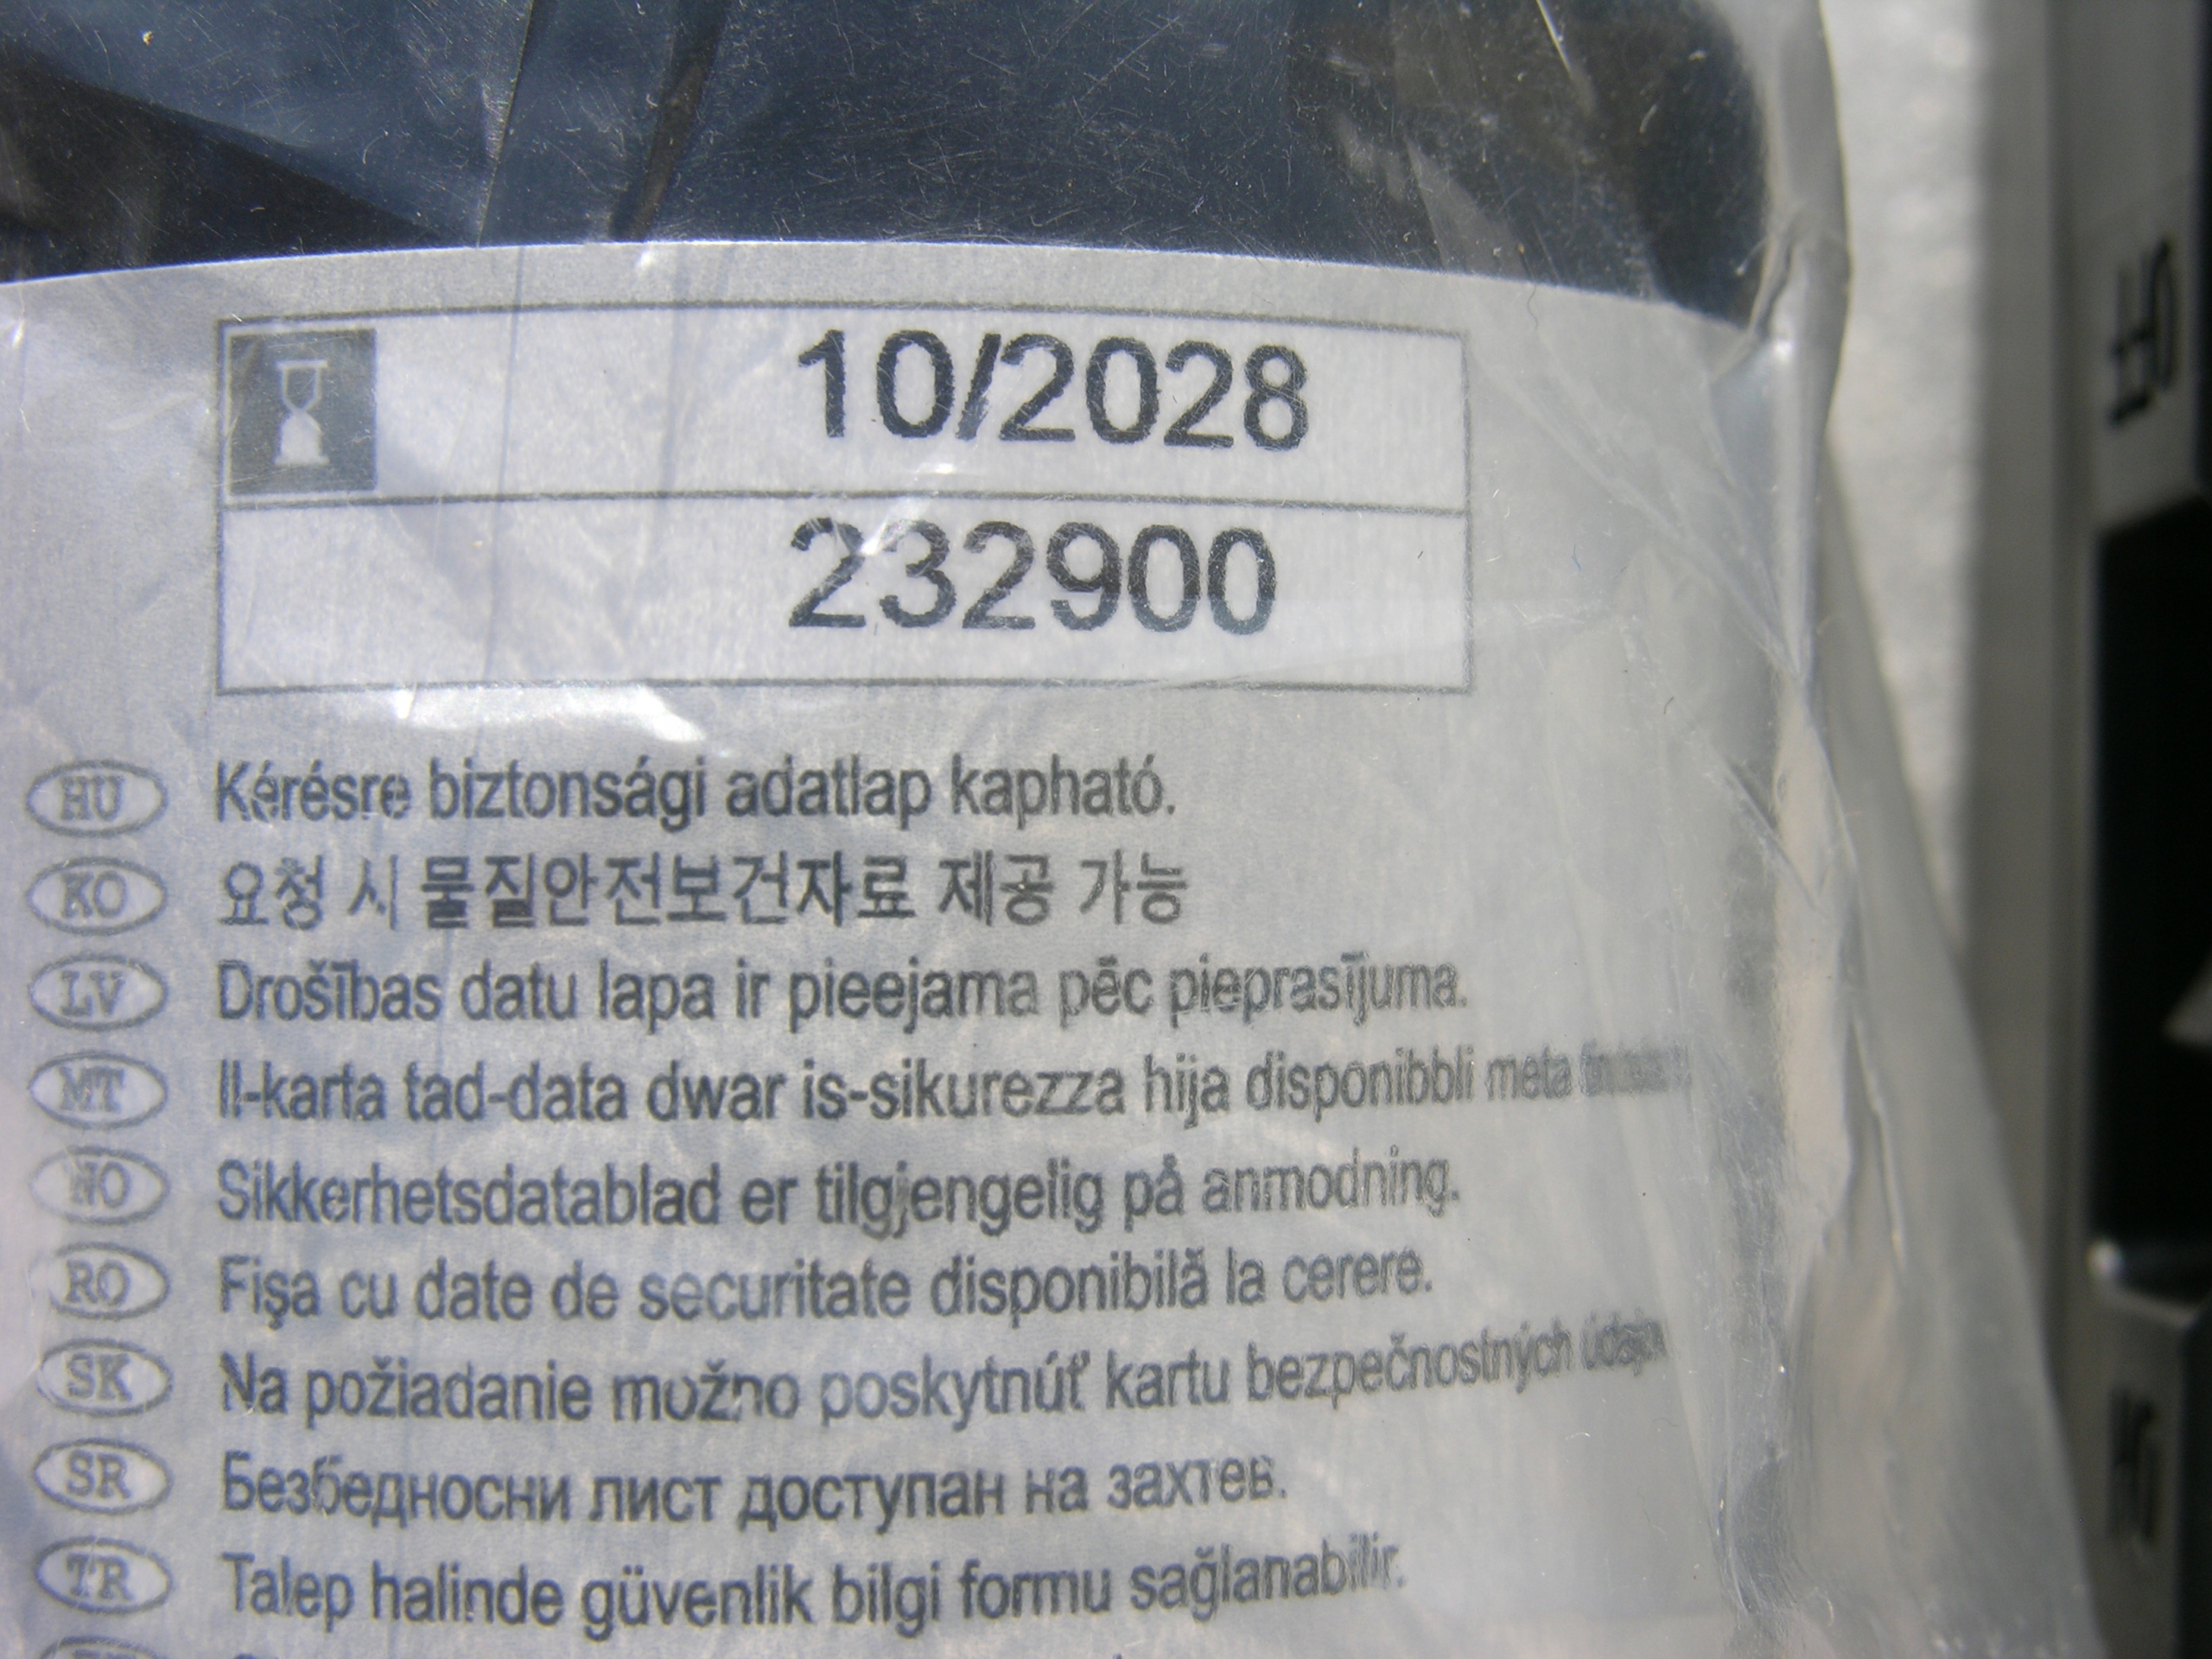 10/2028
232900
HU Kérésre biztonsági adatlap kapható.
KO 요청 시 물질안전보건자료 제공 가능
LV Drošības datu lapa ir pieejama pēc pieprasījuma.
MT Il-karta tad-data dwar is-sikurezza hija disponibbli meta
NO Sikkerhetsdatablad er tilgjengelig på anmodning.
RO Fişa cu date de securitate disponibilă la cerere.
SK Na požiadanie možno poskytnúť kartu bezpečnostných
SR Безбедносни лист доступан на захтев.
TR Talep halinde güvenlik bilgi formu sağlanabilir.